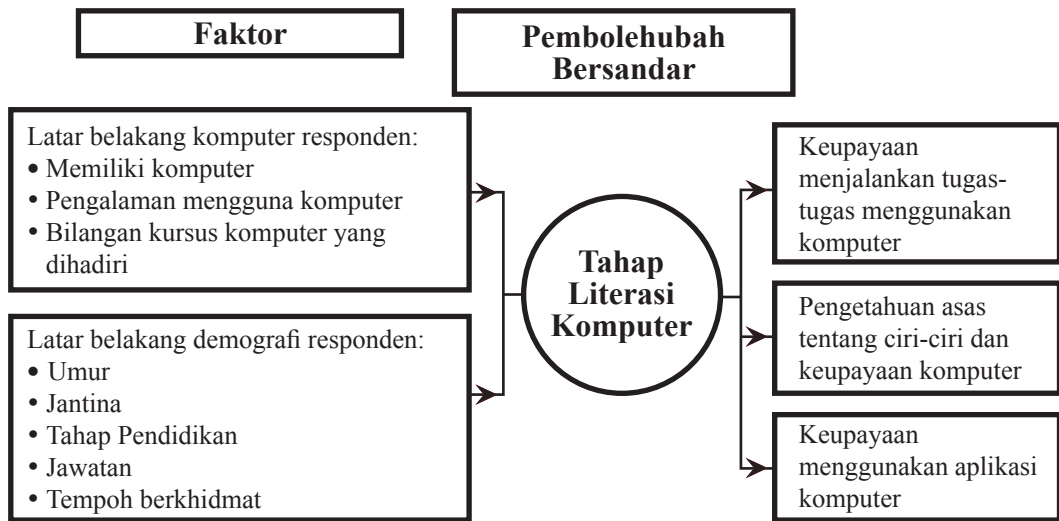 Faktor
Pembolehubah
Bersandar
Latar belakang komputer responden:
• Memiliki komputer
• Pengalaman mengguna komputer
• Bilangan kursus komputer yang
dihadiri
Latar belakang demografi responden:
• Umur
• Jantina
• Tahap Pendidikan
• Jawatan
• Tempoh berkhidmat
Tahap
Literasi
Komputer
Keupayaan
menjalankan tugas-
tugas menggunakan
komputer
Pengetahuan asas
tentang ciri-ciri dan
keupayaan komputer
Keupayaan
menggunakan aplikasi
komputer